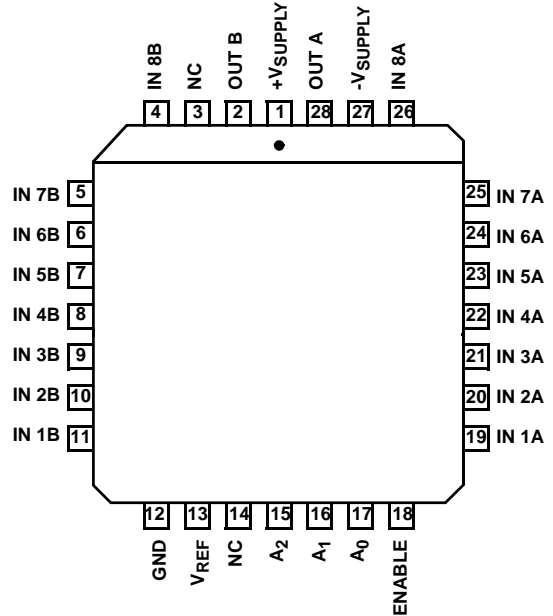 IN 8B
NC
OUT B
+VSUPPLY
OUT A
-VSUPPLY
IN 8A
4
3
2
1
28
27
26
IN 7B 5
IN 6B 6
IN 5B 7
IN 4B 8
IN 3B 9
IN 2B 10
IN 1B 11
25 IN 7A
24 IN 6A
23 IN 5A
22 IN 4A
21 IN 3A
20 IN 2A
19 IN 1A
12
13
14
15
16
17
18
GND
VREF
NC
A2
A1
A0
ENABLE